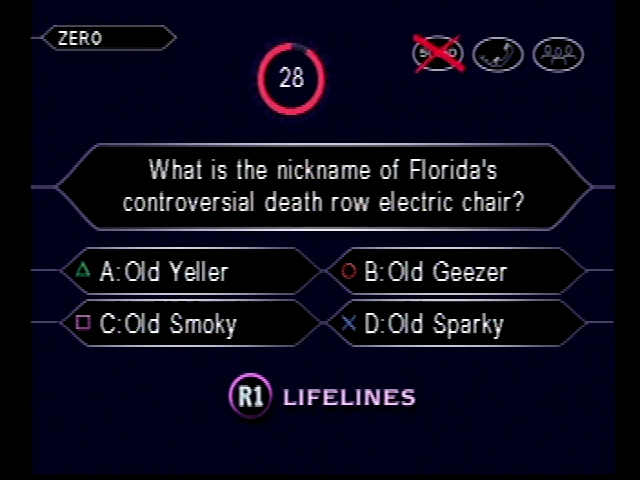 ZERO
28
What is the nickname of Florida's
controversial death row electric chair?
A:Old Yeller
B:Old Geezer
C:Old Smoky
D:Old Sparky
R1 LIFELINES